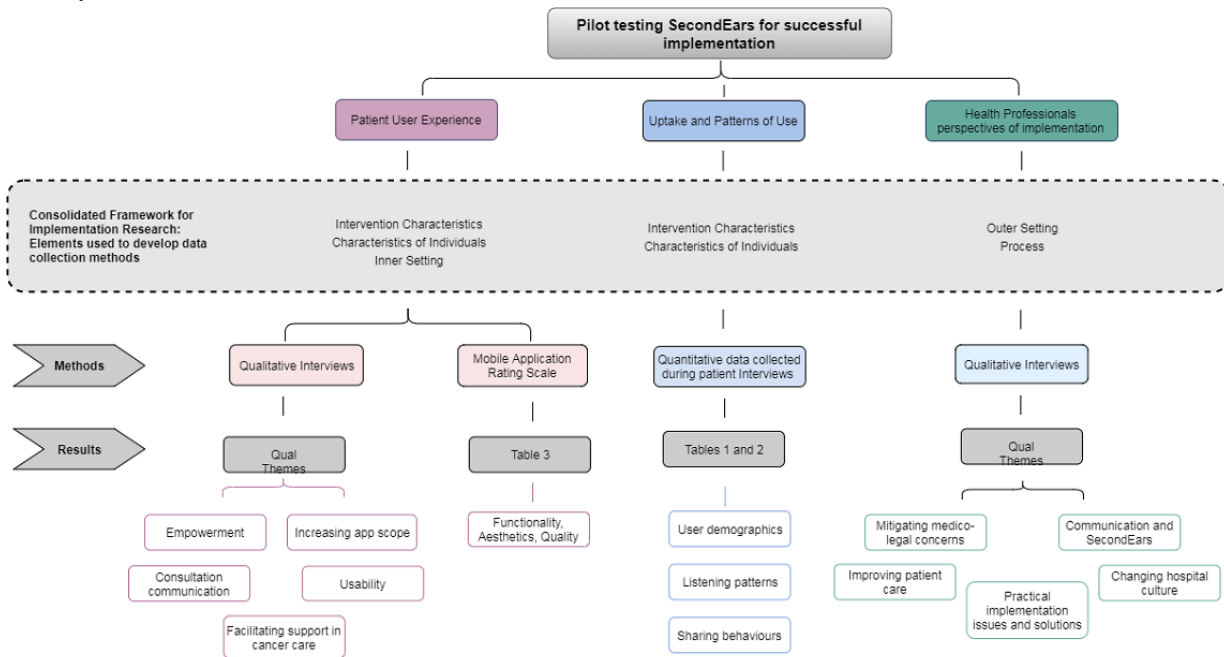 Pilot testing SecondEars for successful
implementation
Patient User Experience
Uptake and Patterns of Use
Health Professionals
perspectives of implementation
Consolidated Framework for
Implementation Research:
Elements used to develop data
collection methods
Intervention Characteristics
Characteristics of Individuals
Inner Setting
Intervention Characteristics
Characteristics of Individuals
Outer Setting
Process
Methods
Qualitative Interviews
Mobile Application
Rating Scale
Quantitative data collected
during patient Interviews
Qualitative Interviews
Results
Qual
Themes
Table 3
Tables 1 and 2
Qual
Themes
Empowerment
Increasing app scope
Consultation
communication
Usability
Facilitating support in
cancer care
Functionality,
Aesthetics, Quality
User demographics
Listening patterns
Sharing behaviours
Mitigating medico-
legal concerns
Communication and
SecondEars
Improving patient
care
Changing hospital
culture
Practical
implementation
issues and solutions